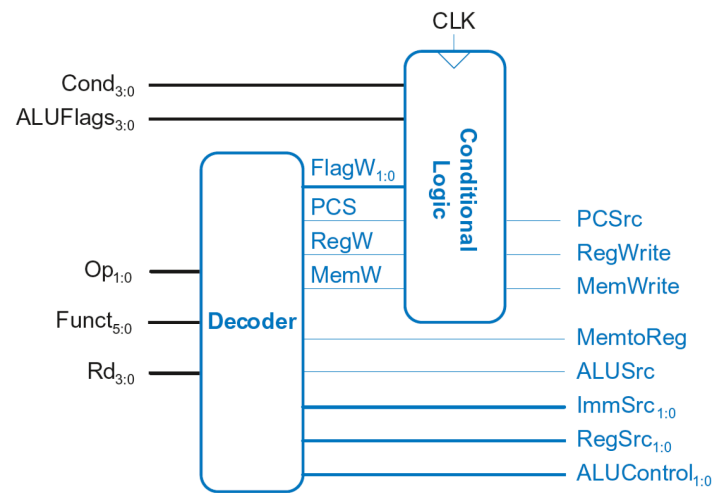 CLK
Cond3:0
ALUFlags3:0
Conditional
Logic
FlagW1:0
PCS
PCSrc
RegW
RegWrite
Op1:0
MemW
MemWrite
Funct5:0
Decoder
MemtoReg
Rd3:0
ALUSrc
ImmSrc1:0
RegSrc1:0
ALUControl1:0